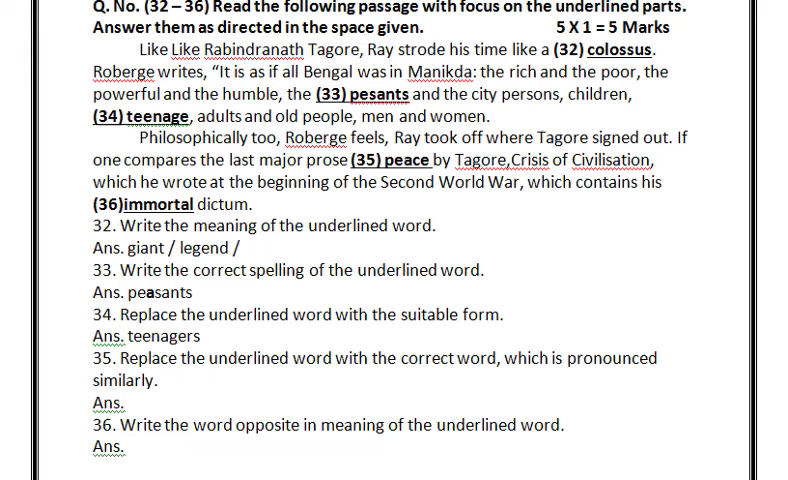 Q. No. (32 – 36) Read the following passage with focus on the underlined parts.
Answer them as directed in the space given. 5 X 1 = 5 Marks
Like Like Rabindranath Tagore, Ray strode his time like a (32) colossus.
Roberge writes, “It is as if all Bengal was in Manikda: the rich and the poor, the
powerful and the humble, the (33) pesants and the city persons, children,
(34) teenage, adults and old people, men and women.
Philosophically too, Roberge feels, Ray took off where Tagore signed out. If
one compares the last major prose (35) peace by Tagore,Crisis of Civilisation,
which he wrote at the beginning of the Second World War, which contains his
(36)immortal dictum.
32. Write the meaning of the underlined word.
Ans. giant / legend /
33. Write the correct spelling of the underlined word.
Ans. peasants
34. Replace the underlined word with the suitable form.
Ans. teenagers
35. Replace the underlined word with the correct word, which is pronounced
similarly.
Ans.
36. Write the word opposite in meaning of the underlined word.
Ans.